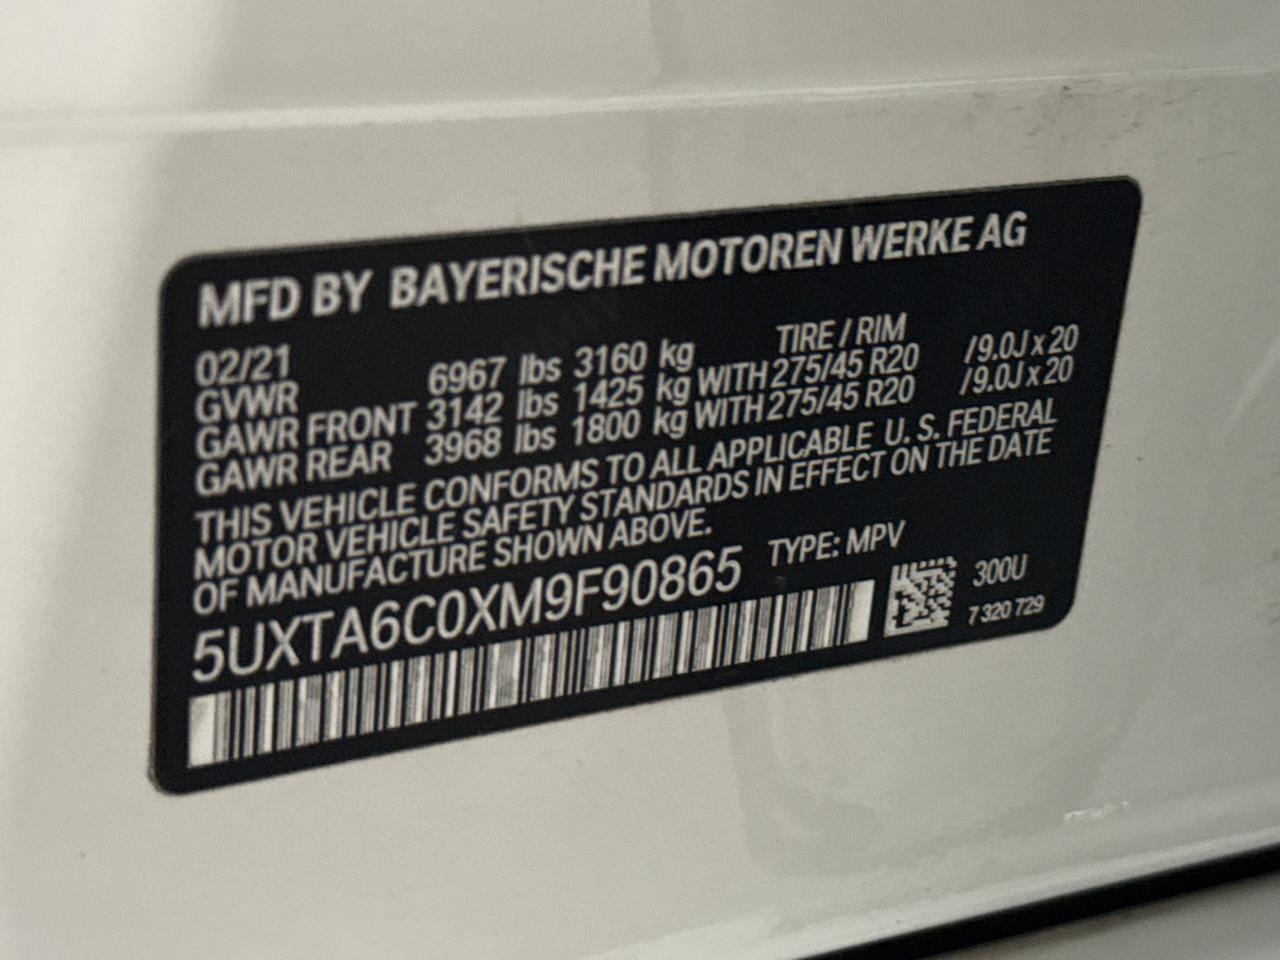 MFD BY BAYERISCHE MOTOREN WERKE AG
02/21 TIRE / RIM
GVWR 6967 lbs 3160 kg
GAWR FRONT 3142 lbs 1425 kg WITH 275/45 R20 /9.0J x 20
GAWR REAR 3968 lbs 1800 kg WITH 275/45 R20 /9.0J x 20
THIS VEHICLE CONFORMS TO ALL APPLICABLE U. S. FEDERAL
MOTOR VEHICLE SAFETY STANDARDS IN EFFECT ON THE DATE
OF MANUFACTURE SHOWN ABOVE.
5UXTA6C0XM9F90865 TYPE: MPV
300U
7 320 729